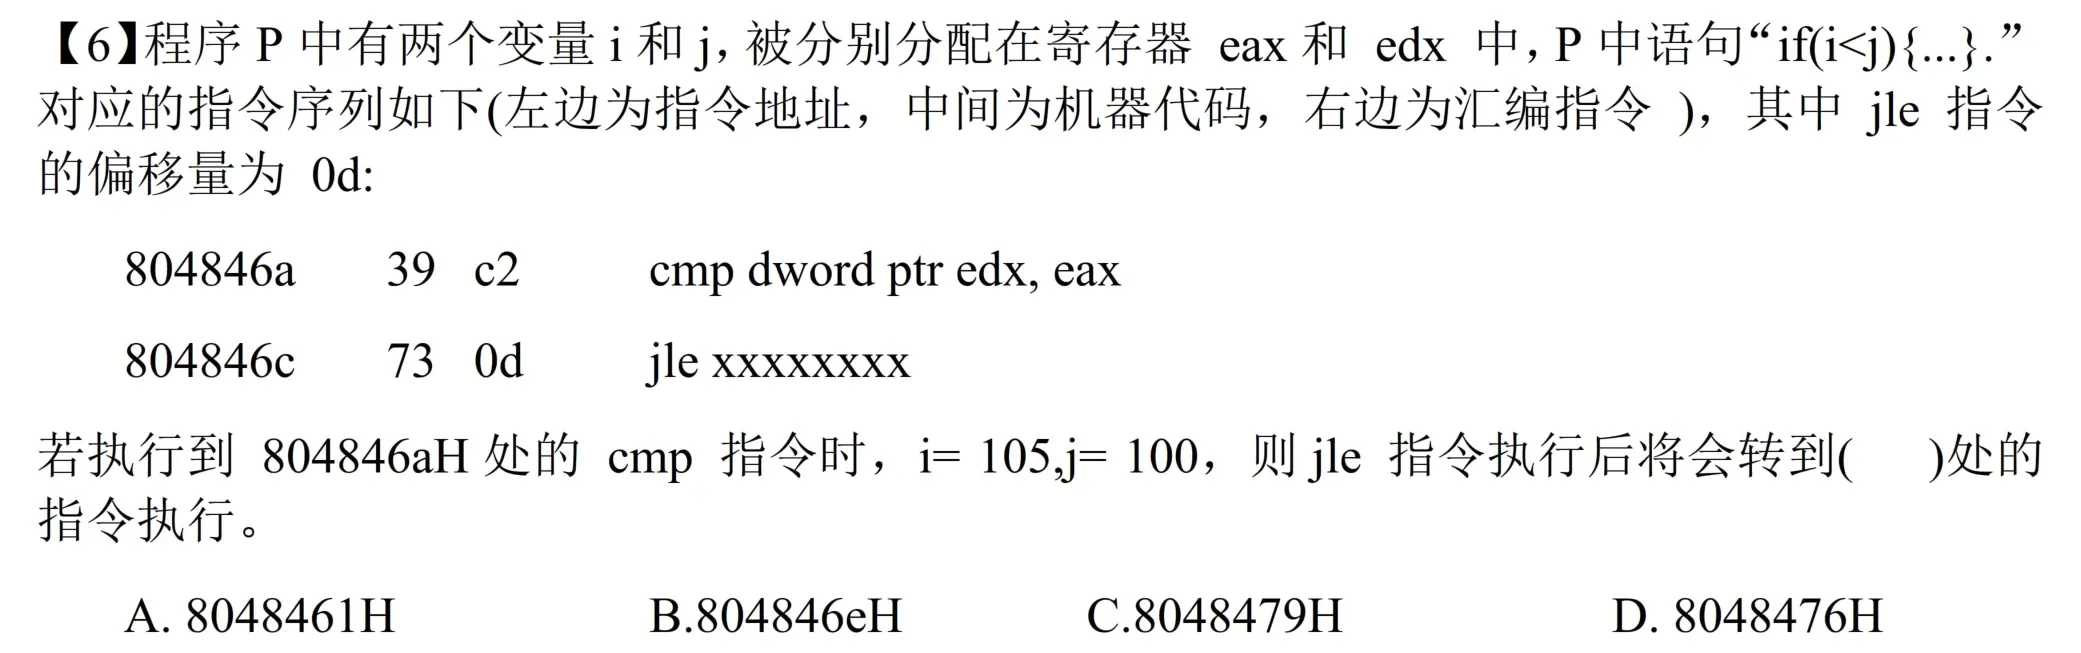 【6】程序 P 中有两个变量 i 和 j, 被分别分配在寄存器 eax 和 edx 中, P 中语句“if(i<j){...}.”
对应的指令序列如下(左边为指令地址，中间为机器代码，右边为汇编指令 )，其中 jle 指令
的偏移量为 0d:
804846a 39 c2 cmp dword ptr edx, eax
804846c 73 0d jle xxxxxxxx
若执行到 804846aH 处的 cmp 指令时，i= 105,j= 100，则 jle 指令执行后将会转到( )处的
指令执行。
A. 8048461H B.804846eH C.8048479H D. 8048476H